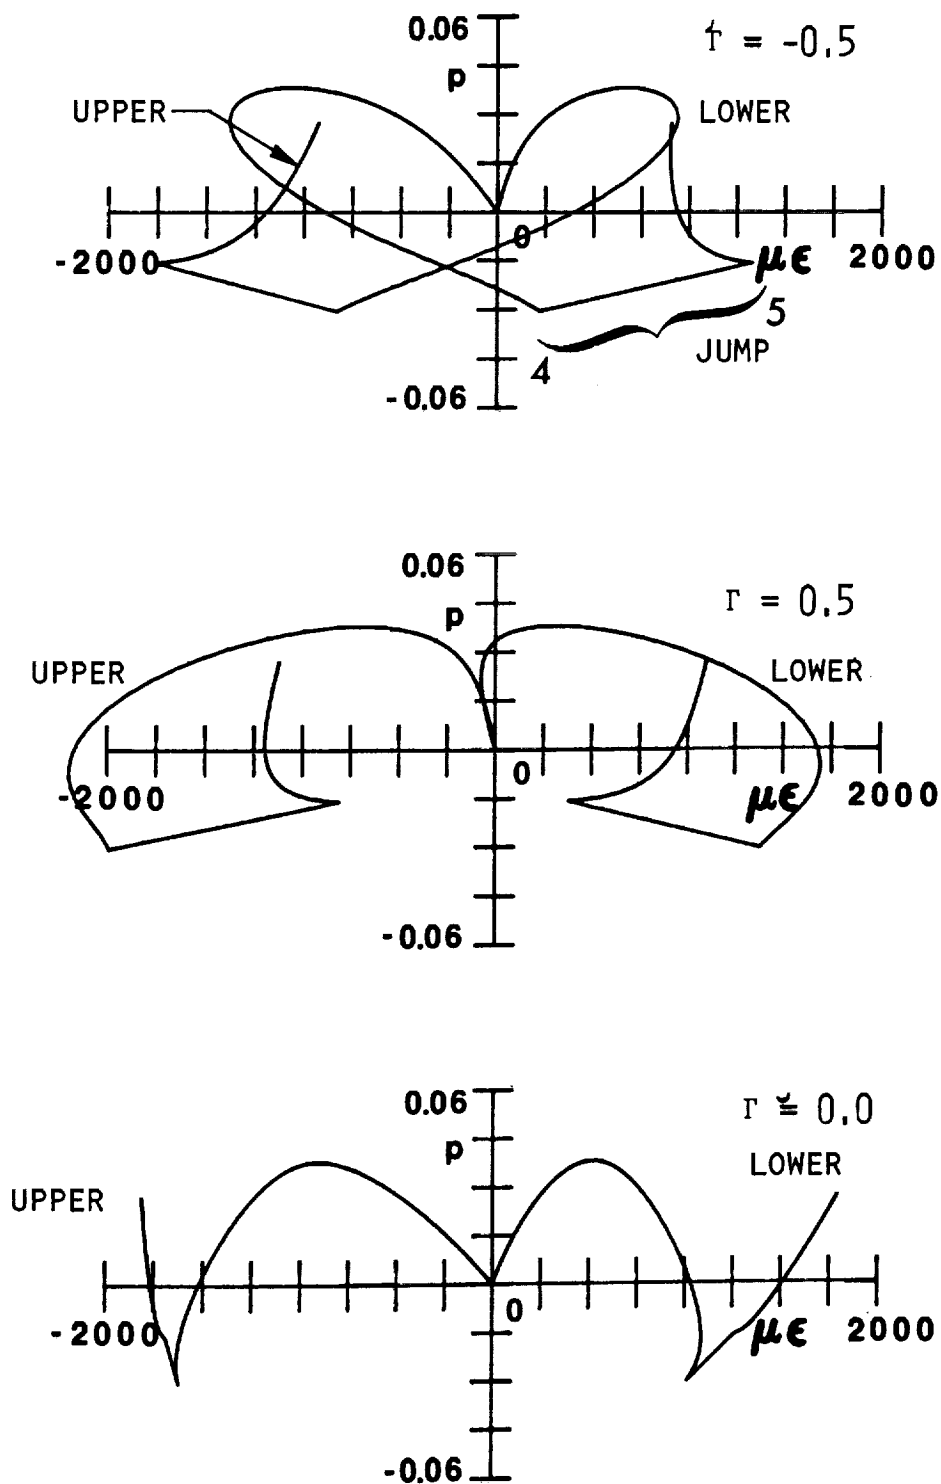 0.06
r = -0.5
p
UPPER
LOWER
0
-2000
με 2000
5
4
JUMP
-0.06
0.06
r = 0.5
p
UPPER
LOWER
0
-2000
με 2000
-0.06
0.06
r = 0.0
p
LOWER
UPPER
0
-2000
με 2000
-0.06